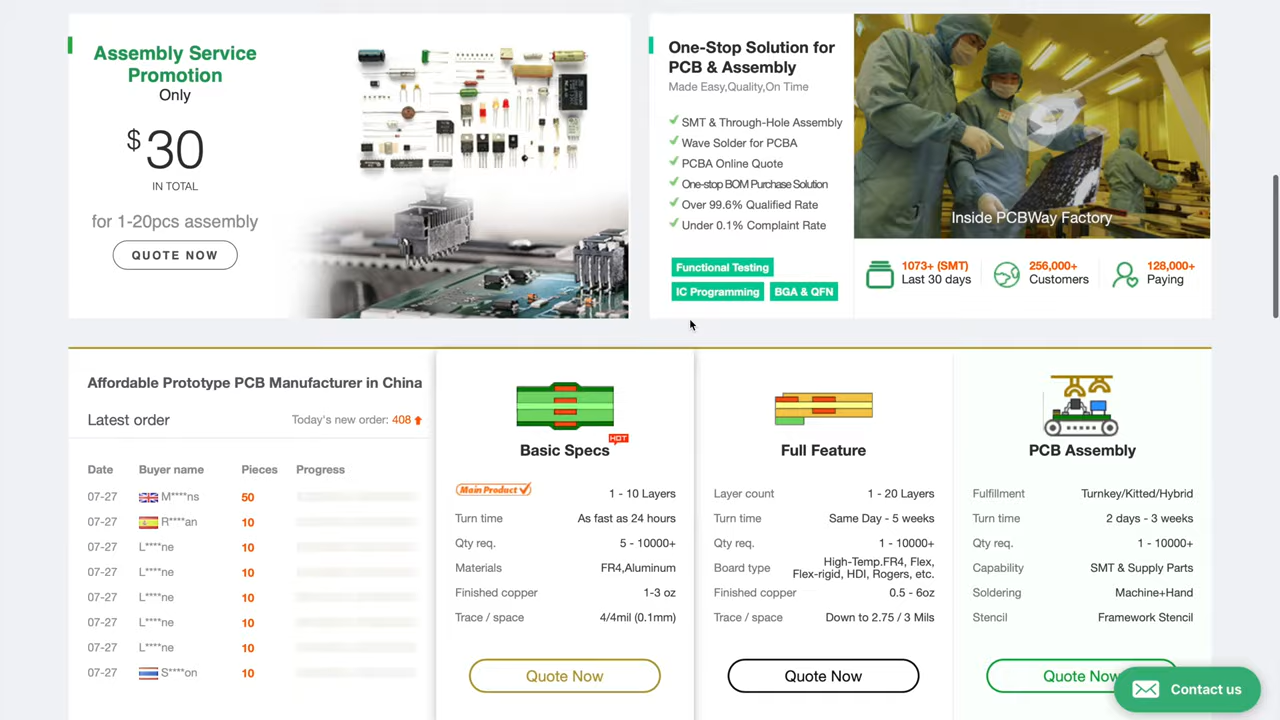 Assembly Service
Promotion
Only
$30
IN TOTAL
for 1-20pcs assembly
QUOTE NOW
One-Stop Solution for
PCB & Assembly
Made Easy,Quality,On Time
SMT & Through-Hole Assembly
Wave Solder for PCBA
PCBA Online Quote
One-stop BOM Purchase Solution
Over 99.6% Qualified Rate
Under 0.1% Complaint Rate
Functional Testing
IC Programming
BGA & QFN
Inside PCBWay Factory
1073+ (SMT)
Last 30 days
256,000+
Customers
128,000+
Paying
Affordable Prototype PCB Manufacturer in China
Latest order
Today's new order: 408
Date Buyer name Pieces Progress
07-27 M****ns 50
07-27 R****an 10
07-27 L****ne 10
07-27 L****ne 10
07-27 L****ne 10
07-27 L****ne 10
07-27 L****ne 10
07-27 S****on 10
HOT
Basic Specs
Main Product 1 - 10 Layers
Turn time As fast as 24 hours
Qty req. 5 - 10000+
Materials FR4,Aluminum
Finished copper 1-3 oz
Trace / space 4/4mil (0.1mm)
Quote Now
Full Feature
Layer count 1 - 20 Layers
Turn time Same Day - 5 weeks
Qty req. 1 - 10000+
Board type High-Temp.FR4, Flex,
Flex-rigid, HDI, Rogers, etc.
Finished copper 0.5 - 6oz
Trace / space Down to 2.75 / 3 Mils
Quote Now
PCB Assembly
Fulfillment Turnkey/Kitted/Hybrid
Turn time 2 days - 3 weeks
Qty req. 1 - 10000+
Capability SMT & Supply Parts
Soldering Machine+Hand
Stencil Framework Stencil
Quote Now
Contact us